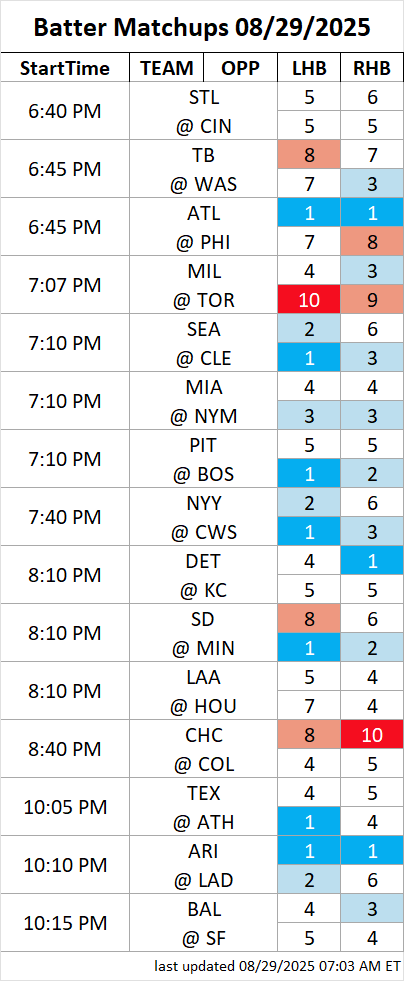 Batter Matchups 08/29/2025
StartTime TEAM OPP LHB RHB
6:40 PM STL 5 6
@ CIN 5 5
6:45 PM TB 8 7
@ WAS 7 3
6:45 PM ATL 1 1
@ PHI 7 8
7:07 PM MIL 4 3
@ TOR 10 9
7:10 PM SEA 2 6
@ CLE 1 3
7:10 PM MIA 4 4
@ NYM 3 3
7:10 PM PIT 5 5
@ BOS 1 2
7:40 PM NYY 2 6
@ CWS 1 3
8:10 PM DET 4 1
@ KC 5 5
8:10 PM SD 8 6
@ MIN 1 2
8:10 PM LAA 5 4
@ HOU 7 4
8:40 PM CHC 8 10
@ COL 4 5
10:05 PM TEX 4 5
@ ATH 1 4
10:10 PM ARI 1 1
@ LAD 2 6
10:15 PM BAL 4 3
@ SF 5 4
last updated 08/29/2025 07:03 AM ET